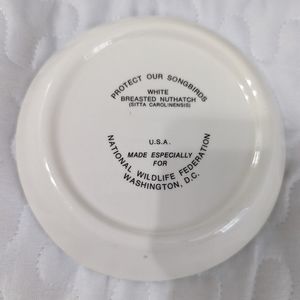 PROTECT OUR SONGBIRDS
WHITE
BREASTED NUTHATCH
(SITTA CAROLINENSIS)
U.S.A.
MADE ESPECIALLY
FOR
NATIONAL WILDLIFE FEDERATION
WASHINGTON, D.C.